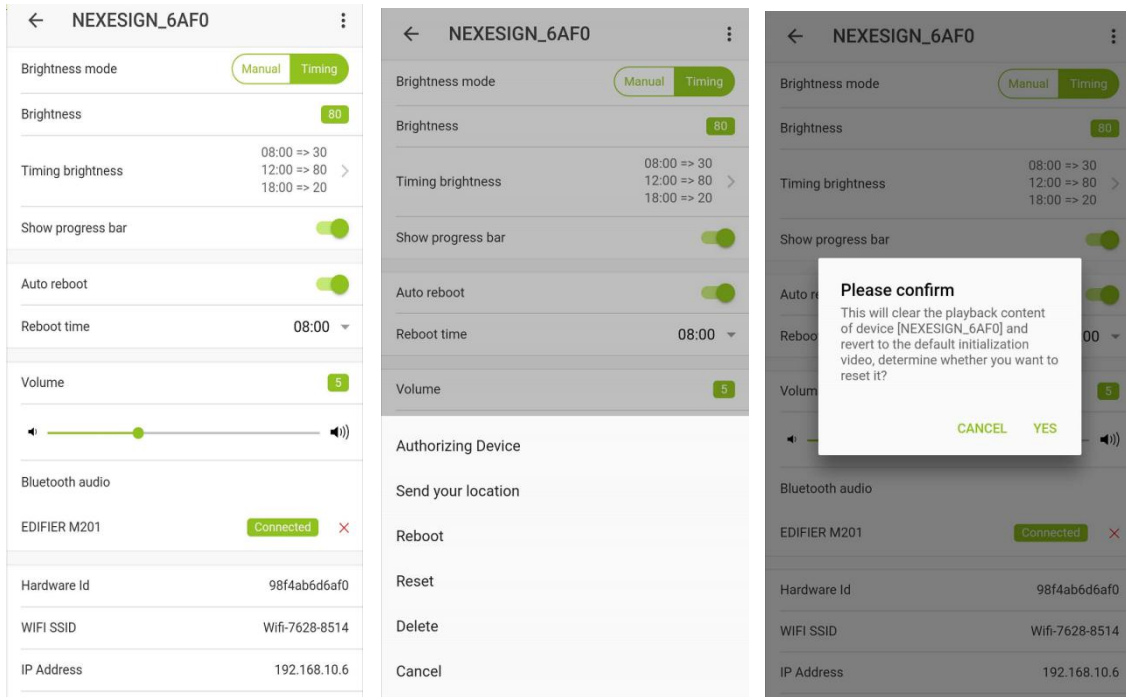 NEXESIGN_6AF0
Brightness mode Manual Timing
Brightness 80
08:00 => 30
Timing brightness 12:00 => 80
18:00 => 20
Show progress bar
Auto reboot
Reboot time 08:00
Volume 5
Bluetooth audio
EDIFIER M201 Connected
Hardware Id 98f4ab6d6af0
WIFI SSID Wifi-7628-8514
IP Address 192.168.10.6
NEXESIGN_6AF0
Brightness mode Manual Timing
Brightness 80
08:00 => 30
Timing brightness 12:00 => 80
18:00 => 20
Show progress bar
Auto reboot
Reboot time 08:00
Volume 5
Authorizing Device
Send your location
Reboot
Reset
Delete
Cancel
NEXESIGN_6AF0
Brightness mode Manual Timing
Brightness 80
08:00 => 30
Timing brightness 12:00 => 80
18:00 => 20
Show progress bar
Auto re
Reboo 00
Volum 5
Please confirm
This will clear the playback content
of device [NEXESIGN_6AF0] and
revert to the default initialization
video, determine whether you want to
reset it?
CANCEL YES
Bluetooth audio
EDIFIER M201 Connected
Hardware Id 98f4ab6d6af0
WIFI SSID Wifi-7628-8514
IP Address 192.168.10.6